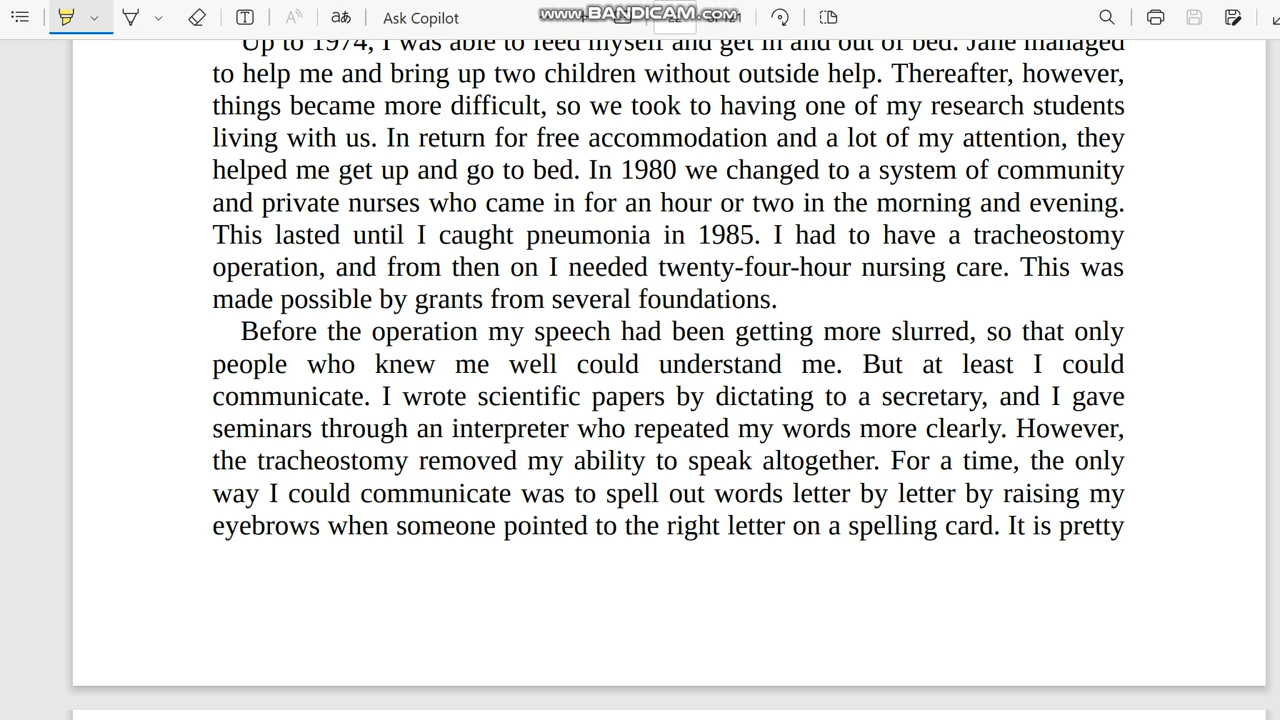 Ask Copilot
www.BANDICAM.com
Up to 1974, I was able to feed myself and get in and out of bed. Jane managed
to help me and bring up two children without outside help. Thereafter, however,
things became more difficult, so we took to having one of my research students
living with us. In return for free accommodation and a lot of my attention, they
helped me get up and go to bed. In 1980 we changed to a system of community
and private nurses who came in for an hour or two in the morning and evening.
This lasted until I caught pneumonia in 1985. I had to have a tracheostomy
operation, and from then on I needed twenty-four-hour nursing care. This was
made possible by grants from several foundations.
Before the operation my speech had been getting more slurred, so that only
people who knew me well could understand me. But at least I could
communicate. I wrote scientific papers by dictating to a secretary, and I gave
seminars through an interpreter who repeated my words more clearly. However,
the tracheostomy removed my ability to speak altogether. For a time, the only
way I could communicate was to spell out words letter by letter by raising my
eyebrows when someone pointed to the right letter on a spelling card. It is pretty